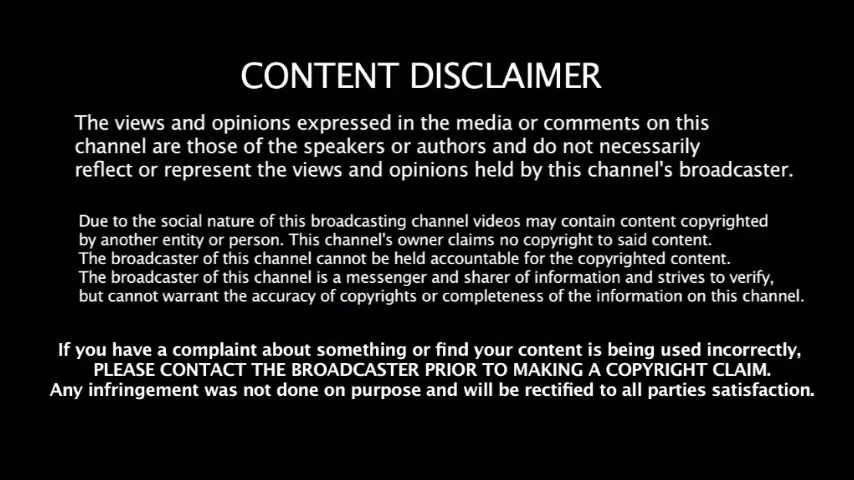 CONTENT DISCLAIMER
The views and opinions expressed in the media or comments on this
channel are those of the speakers or authors and do not necessarily
reflect or represent the views and opinions held by this channel's broadcaster.
Due to the social nature of this broadcasting channel videos may contain content copyrighted
by another entity or person. This channel's owner claims no copyright to said content.
The broadcaster of this channel cannot be held accountable for the copyrighted content.
The broadcaster of this channel is a messenger and sharer of information and strives to verify,
but cannot warrant the accuracy of copyrights or completeness of the information on this channel.
If you have a complaint about something or find your content is being used incorrectly,
PLEASE CONTACT THE BROADCASTER PRIOR TO MAKING A COPYRIGHT CLAIM.
Any infringement was not done on purpose and will be rectified to all parties satisfaction.